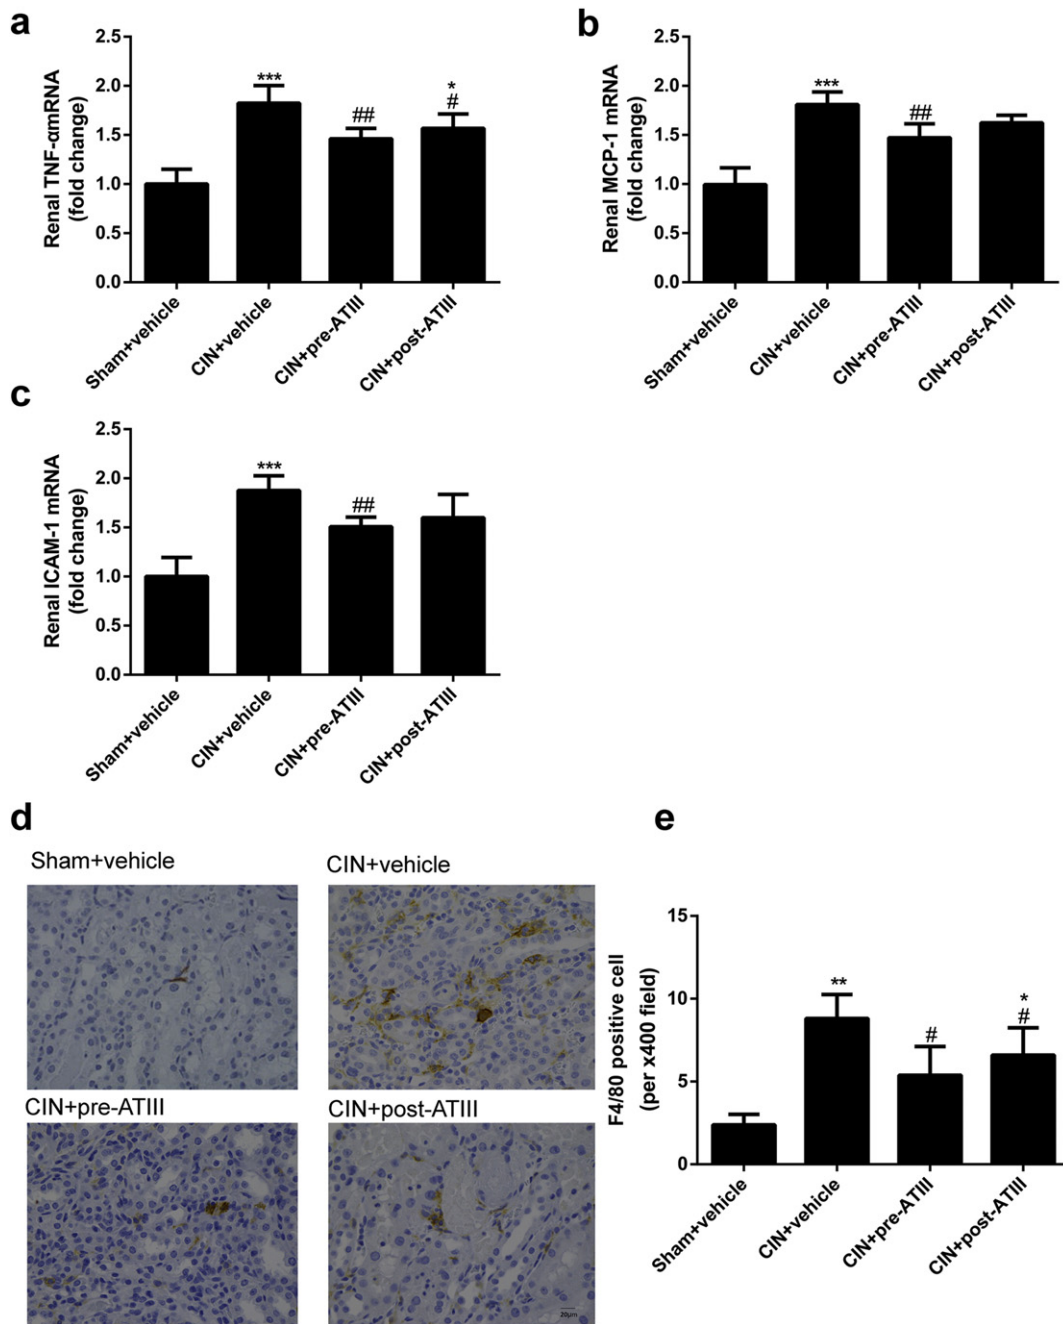 a
Renal TNF-αmRNA
(fold change)
2.5
2.0
1.5
1.0
0.5
0.0
***
##
*
#
Sham+vehicle
CIN+vehicle
CIN+pre-ATIII
CIN+post-ATIII
b
Renal MCP-1 mRNA
(fold change)
2.5
2.0
1.5
1.0
0.5
0.0
***
##
Sham+vehicle
CIN+vehicle
CIN+pre-ATIII
CIN+post-ATIII
c
Renal ICAM-1 mRNA
(fold change)
2.5
2.0
1.5
1.0
0.5
0.0
***
##
Sham+vehicle
CIN+vehicle
CIN+pre-ATIII
CIN+post-ATIII
d
Sham+vehicle
CIN+vehicle
CIN+pre-ATIII
CIN+post-ATIII
20μm
e
F4/80 positive cell
(per x400 field)
15
10
5
0
**
#
*
#
Sham+vehicle
CIN+vehicle
CIN+pre-ATIII
CIN+post-ATIII